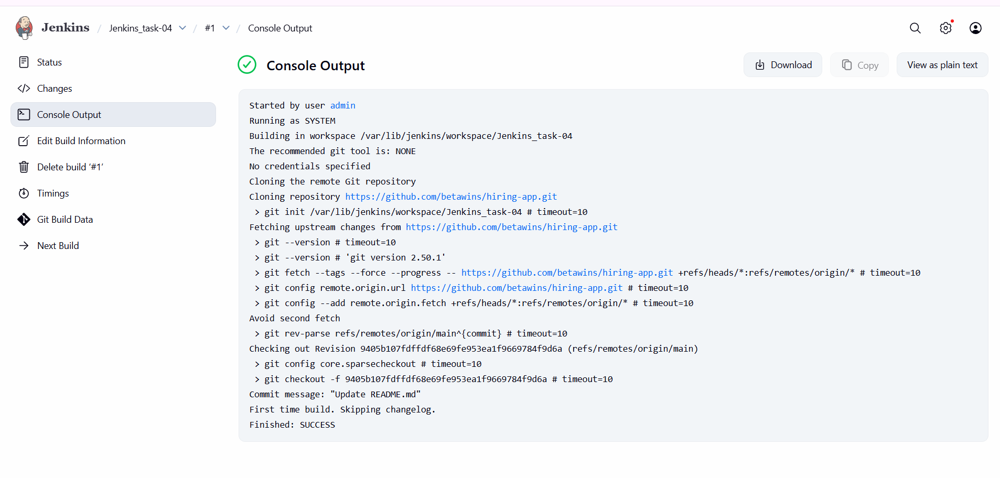 Jenkins / Jenkins_task-04 / #1 / Console Output
Status
Changes
Console Output
Edit Build Information
Delete build ‘#1’
Timings
Git Build Data
Next Build
Console Output
Download
Copy
View as plain text
Started by user admin
Running as SYSTEM
Building in workspace /var/lib/jenkins/workspace/Jenkins_task-04
The recommended git tool is: NONE
No credentials specified
Cloning the remote Git repository
Cloning repository https://github.com/betawins/hiring-app.git
 > git init /var/lib/jenkins/workspace/Jenkins_task-04 # timeout=10
Fetching upstream changes from https://github.com/betawins/hiring-app.git
 > git --version # timeout=10
 > git --version # 'git version 2.50.1'
 > git fetch --tags --force --progress -- https://github.com/betawins/hiring-app.git +refs/heads/*:refs/remotes/origin/* # timeout=10
 > git config remote.origin.url https://github.com/betawins/hiring-app.git # timeout=10
 > git config --add remote.origin.fetch +refs/heads/*:refs/remotes/origin/* # timeout=10
Avoid second fetch
 > git rev-parse refs/remotes/origin/main^{commit} # timeout=10
Checking out Revision 9405b107fdffdf68e69fe953ea1f9669784f9d6a (refs/remotes/origin/main)
 > git config core.sparsecheckout # timeout=10
 > git checkout -f 9405b107fdffdf68e69fe953ea1f9669784f9d6a # timeout=10
Commit message: "Update README.md"
First time build. Skipping changelog.
Finished: SUCCESS